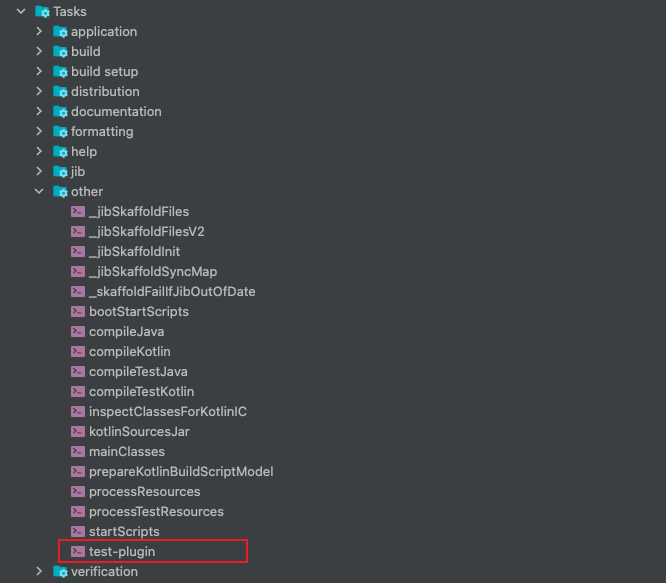 Tasks
application
build
build setup
distribution
documentation
formatting
help
jib
other
_jibSkaffoldFiles
_jibSkaffoldFilesV2
_jibSkaffoldInit
_jibSkaffoldSyncMap
_skaffoldFailIfJibOutOfDate
bootStartScripts
compileJava
compileKotlin
compileTestJava
compileTestKotlin
inspectClassesForKotlinIC
kotlinSourcesJar
mainClasses
prepareKotlinBuildScriptModel
processResources
processTestResources
startScripts
test-plugin
verification